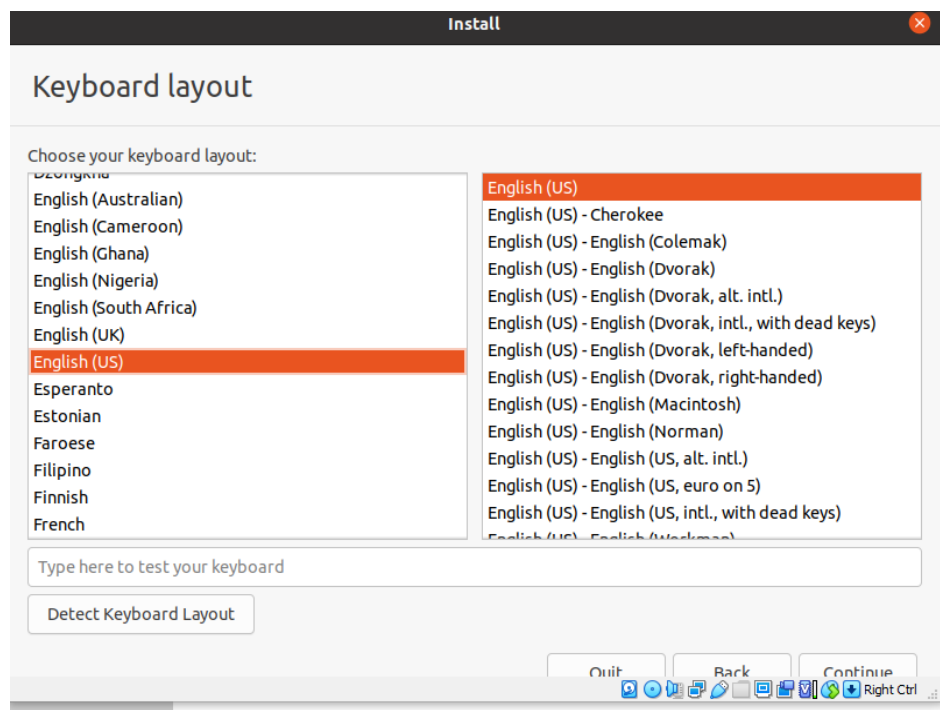 Install
Keyboard layout
Choose your keyboard layout:
Dzongkha
English (Australian)
English (Cameroon)
English (Ghana)
English (Nigeria)
English (South Africa)
English (UK)
English (US)
Esperanto
Estonian
Faroese
Filipino
Finnish
French
English (US)
English (US) - Cherokee
English (US) - English (Colemak)
English (US) - English (Dvorak)
English (US) - English (Dvorak, alt. intl.)
English (US) - English (Dvorak, intl., with dead keys)
English (US) - English (Dvorak, left-handed)
English (US) - English (Dvorak, right-handed)
English (US) - English (Macintosh)
English (US) - English (Norman)
English (US) - English (US, alt. intl.)
English (US) - English (US, euro on 5)
English (US) - English (US, intl., with dead keys)
English (US) - English (Workman)
Type here to test your keyboard
Detect Keyboard Layout
Quit Back Continue
Right Ctrl